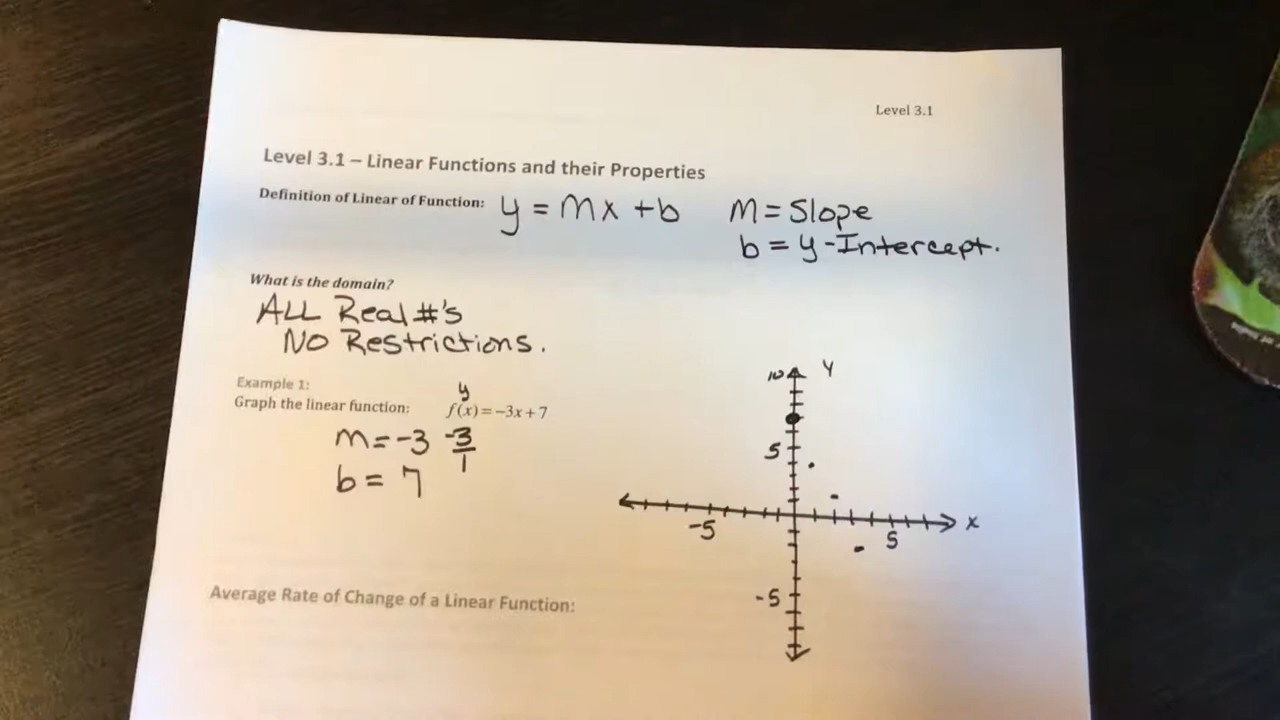 Level 3.1
Level 3.1 – Linear Functions and their Properties
Definition of Linear of Function: y = mx + b m = Slope
b = y-Intercept.
What is the domain?
ALL Real #'s
NO Restrictions.
Example 1:
y
Graph the linear function: f(x) = −3x + 7
m = -3 -3/1
b = 7
10 Y
5
-5 5 x
-5
Average Rate of Change of a Linear Function: